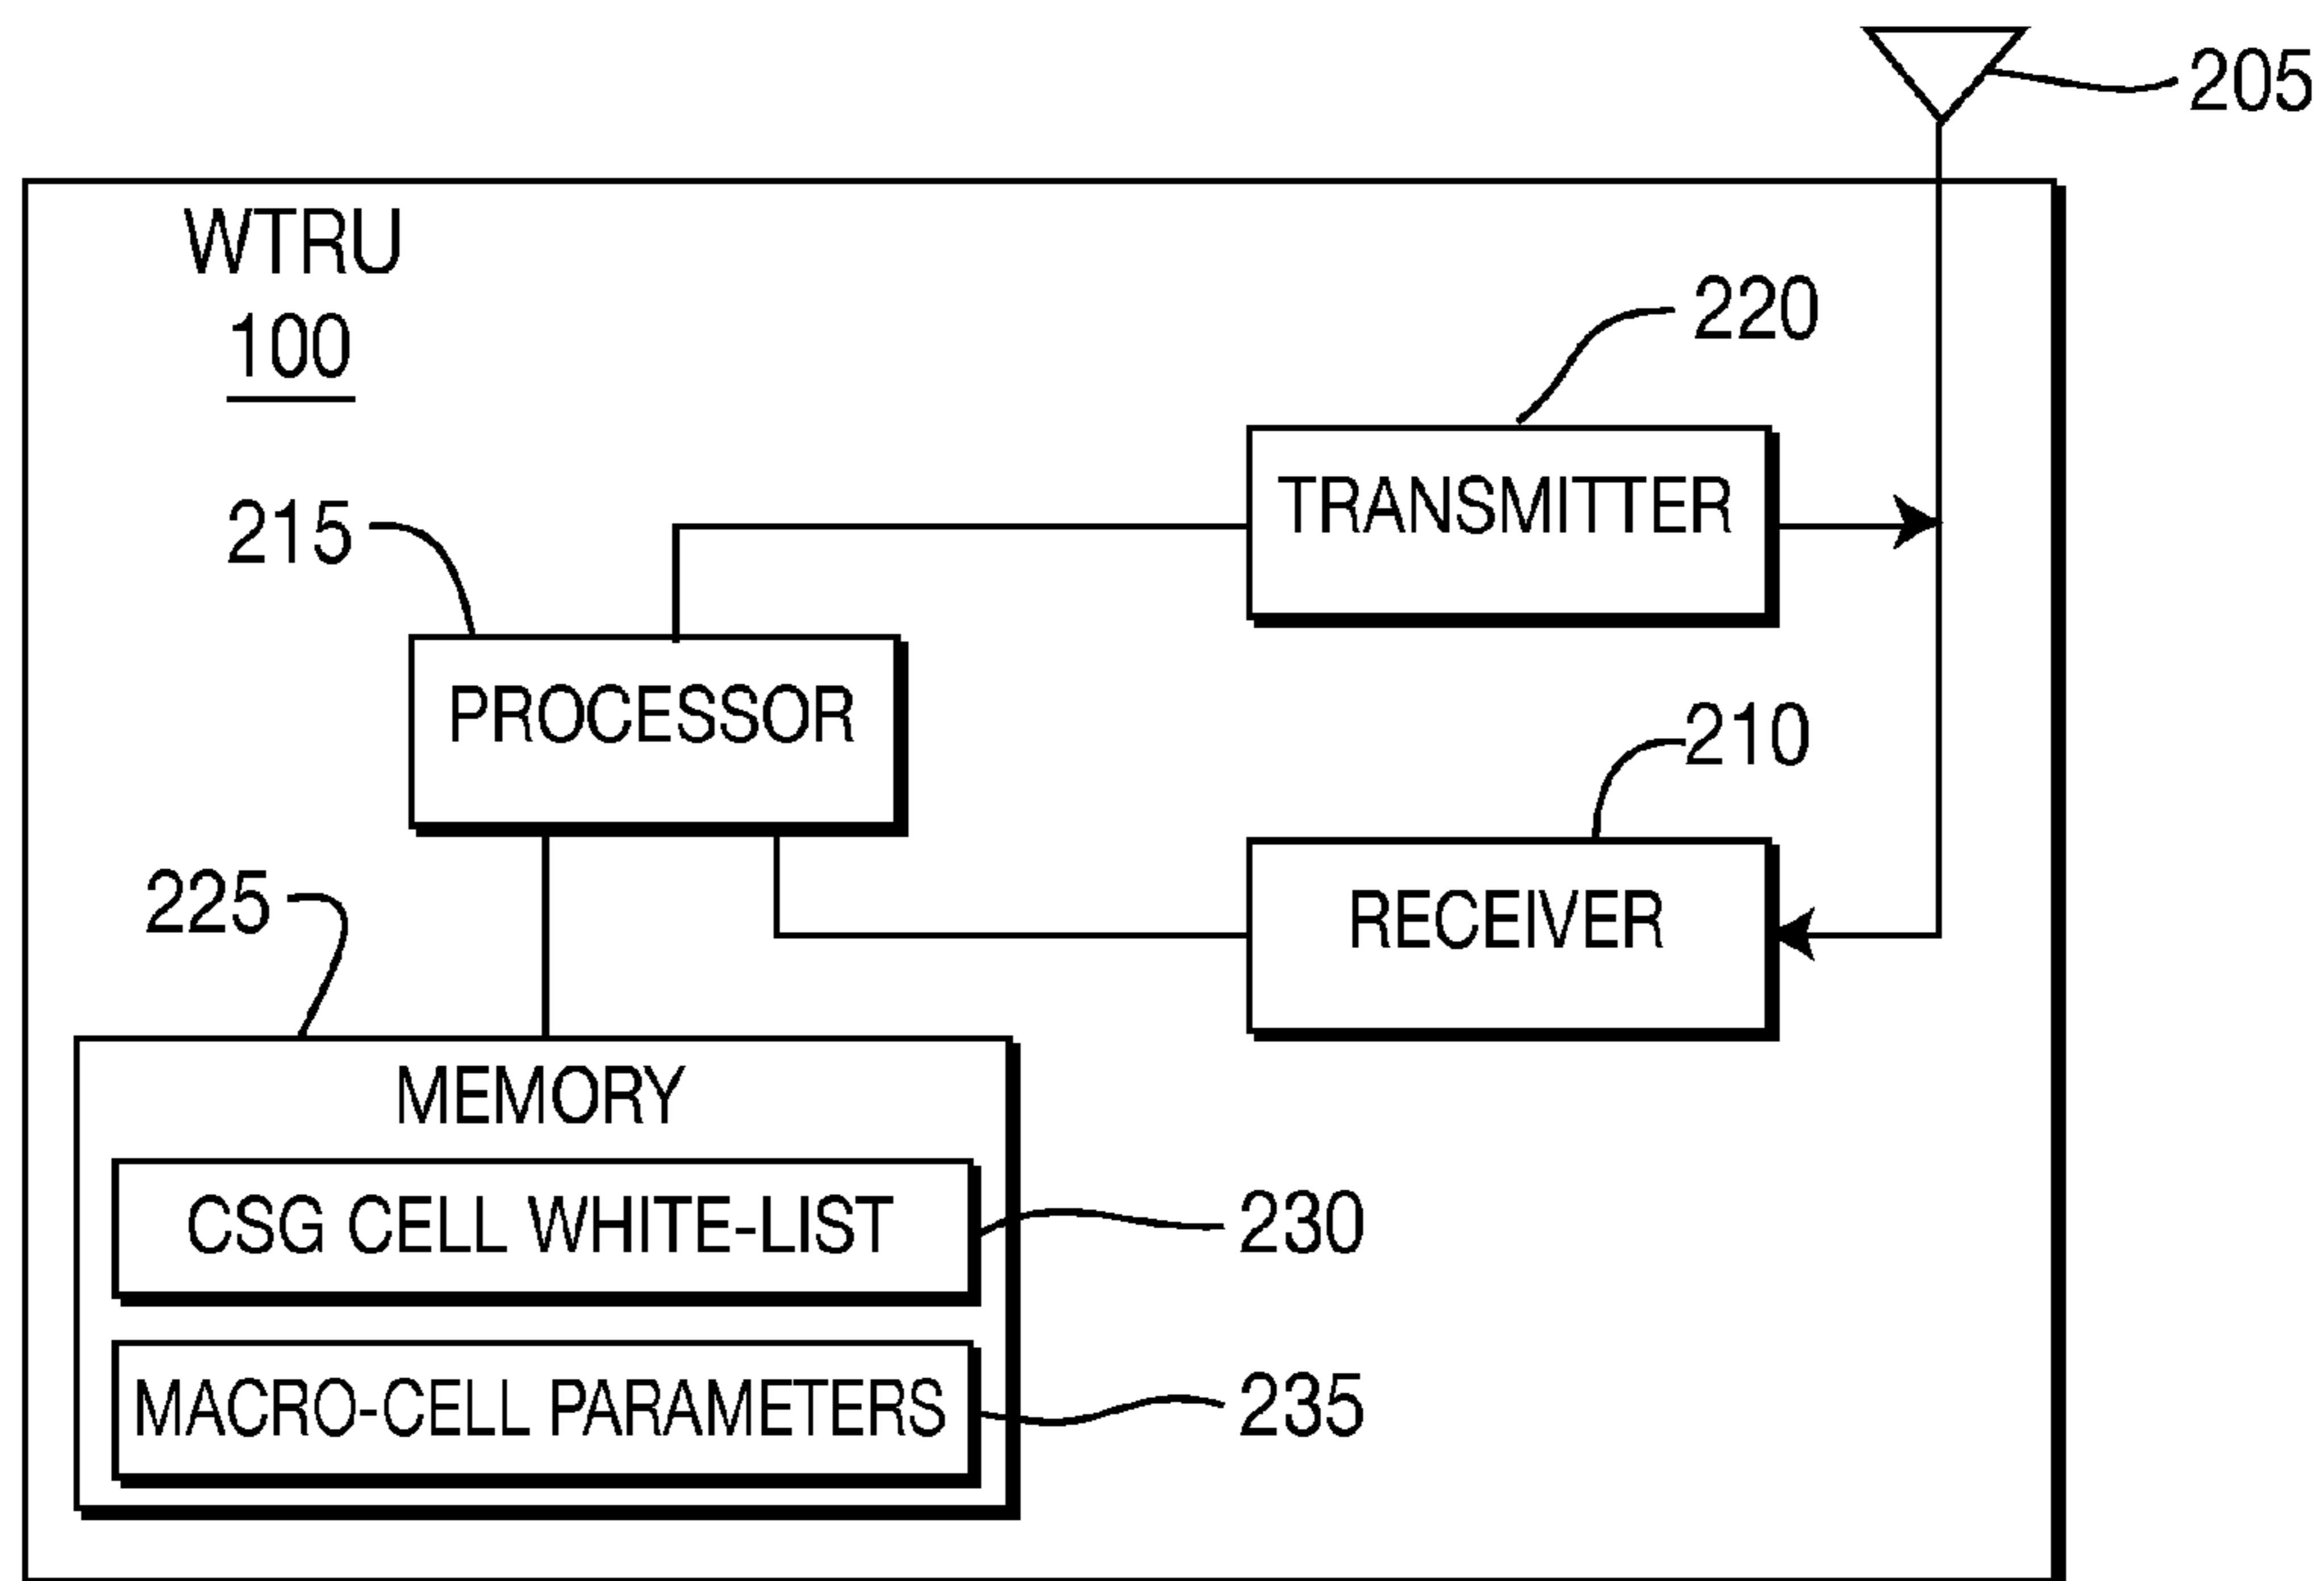 205
WTRU
100
220
TRANSMITTER
215
PROCESSOR
210
RECEIVER
225
MEMORY
CSG CELL WHITE-LIST
230
MACRO-CELL PARAMETERS
235